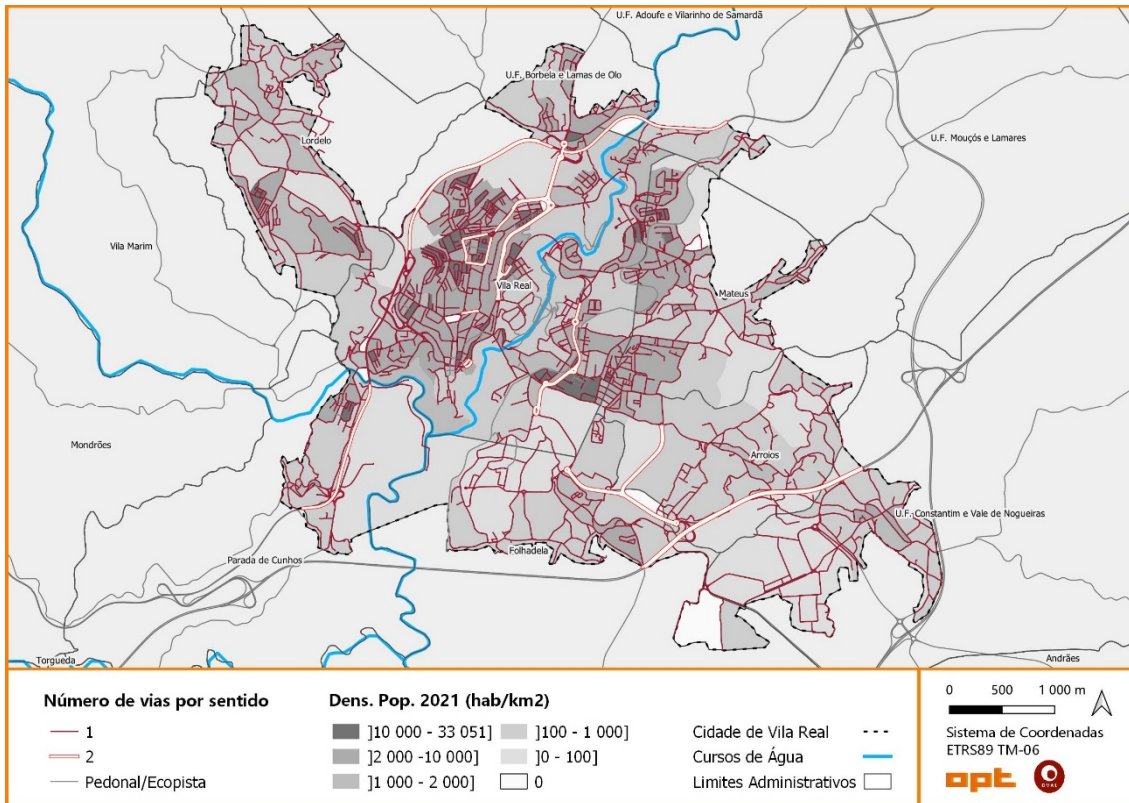 U.F. Adoufe e Vilarinho de Samardã
U.F. Borbela e Lamas de Olo
U.F. Mouçós e Lamares
Lordelo
Vila Marim
Vila Real
Mateus
Mondrões
Arroios
U.F. Constantim e Vale de Nogueiras
Folhadela
Parada de Cunhos
Torgueda
Andrães
Número de vias por sentido
1
2
Pedonal/Ecopista
Dens. Pop. 2021 (hab/km2)
]10 000 - 33 051]
]2 000 -10 000]
]1 000 - 2 000]
]100 - 1 000]
]0 - 100]
0
Cidade de Vila Real
Cursos de Água
Limites Administrativos
0 500 1 000 m
Sistema de Coordenadas
ETRS89 TM-06
opt